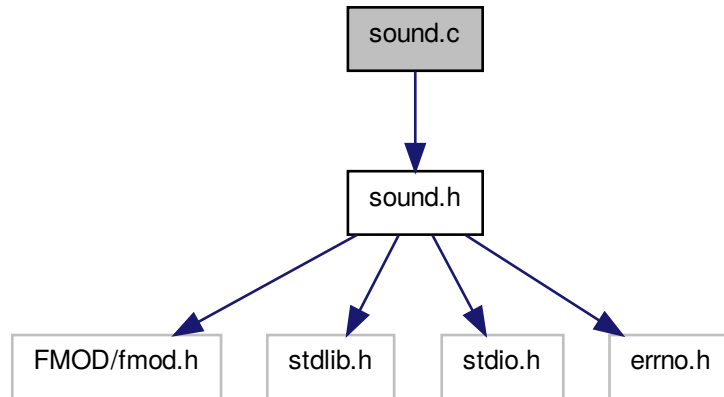 sound.c
sound.h
FMOD/fmod.h
stdlib.h
stdio.h
errno.h